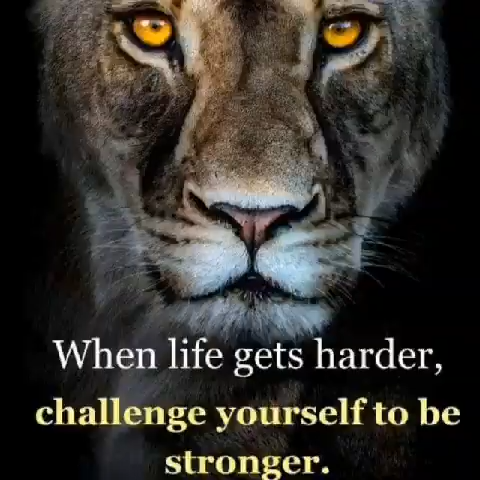 When life gets harder,
challenge yourself to be
stronger.